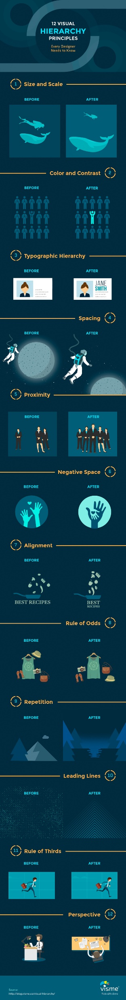 12 VISUAL
HIERARCHY
PRINCIPLES
Every Designer
Needs to Know
1 Size and Scale
BEFORE AFTER
Color and Contrast 2
BEFORE AFTER
3 Typographic Hierarchy
BEFORE AFTER
JANE
SMITH
Spacing 4
BEFORE AFTER
5 Proximity
BEFORE AFTER
Negative Space 6
BEFORE AFTER
7 Alignment
BEFORE AFTER
BEST RECIPES
BEST
RECIPES
Rule of Odds 8
BEFORE AFTER
9 Repetition
BEFORE AFTER
Leading Lines 10
BEFORE AFTER
11 Rule of Thirds
BEFORE AFTER
Perspective 12
BEFORE AFTER
Source:
http://blog.visme.co/visual-hierarchy/
visme
Made with Visme